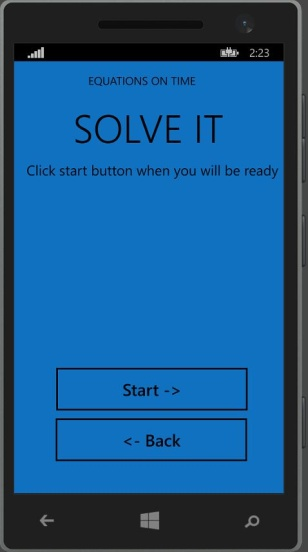 2:23
EQUATIONS ON TIME
SOLVE IT
Click start button when you will be ready
Start ->
<- Back